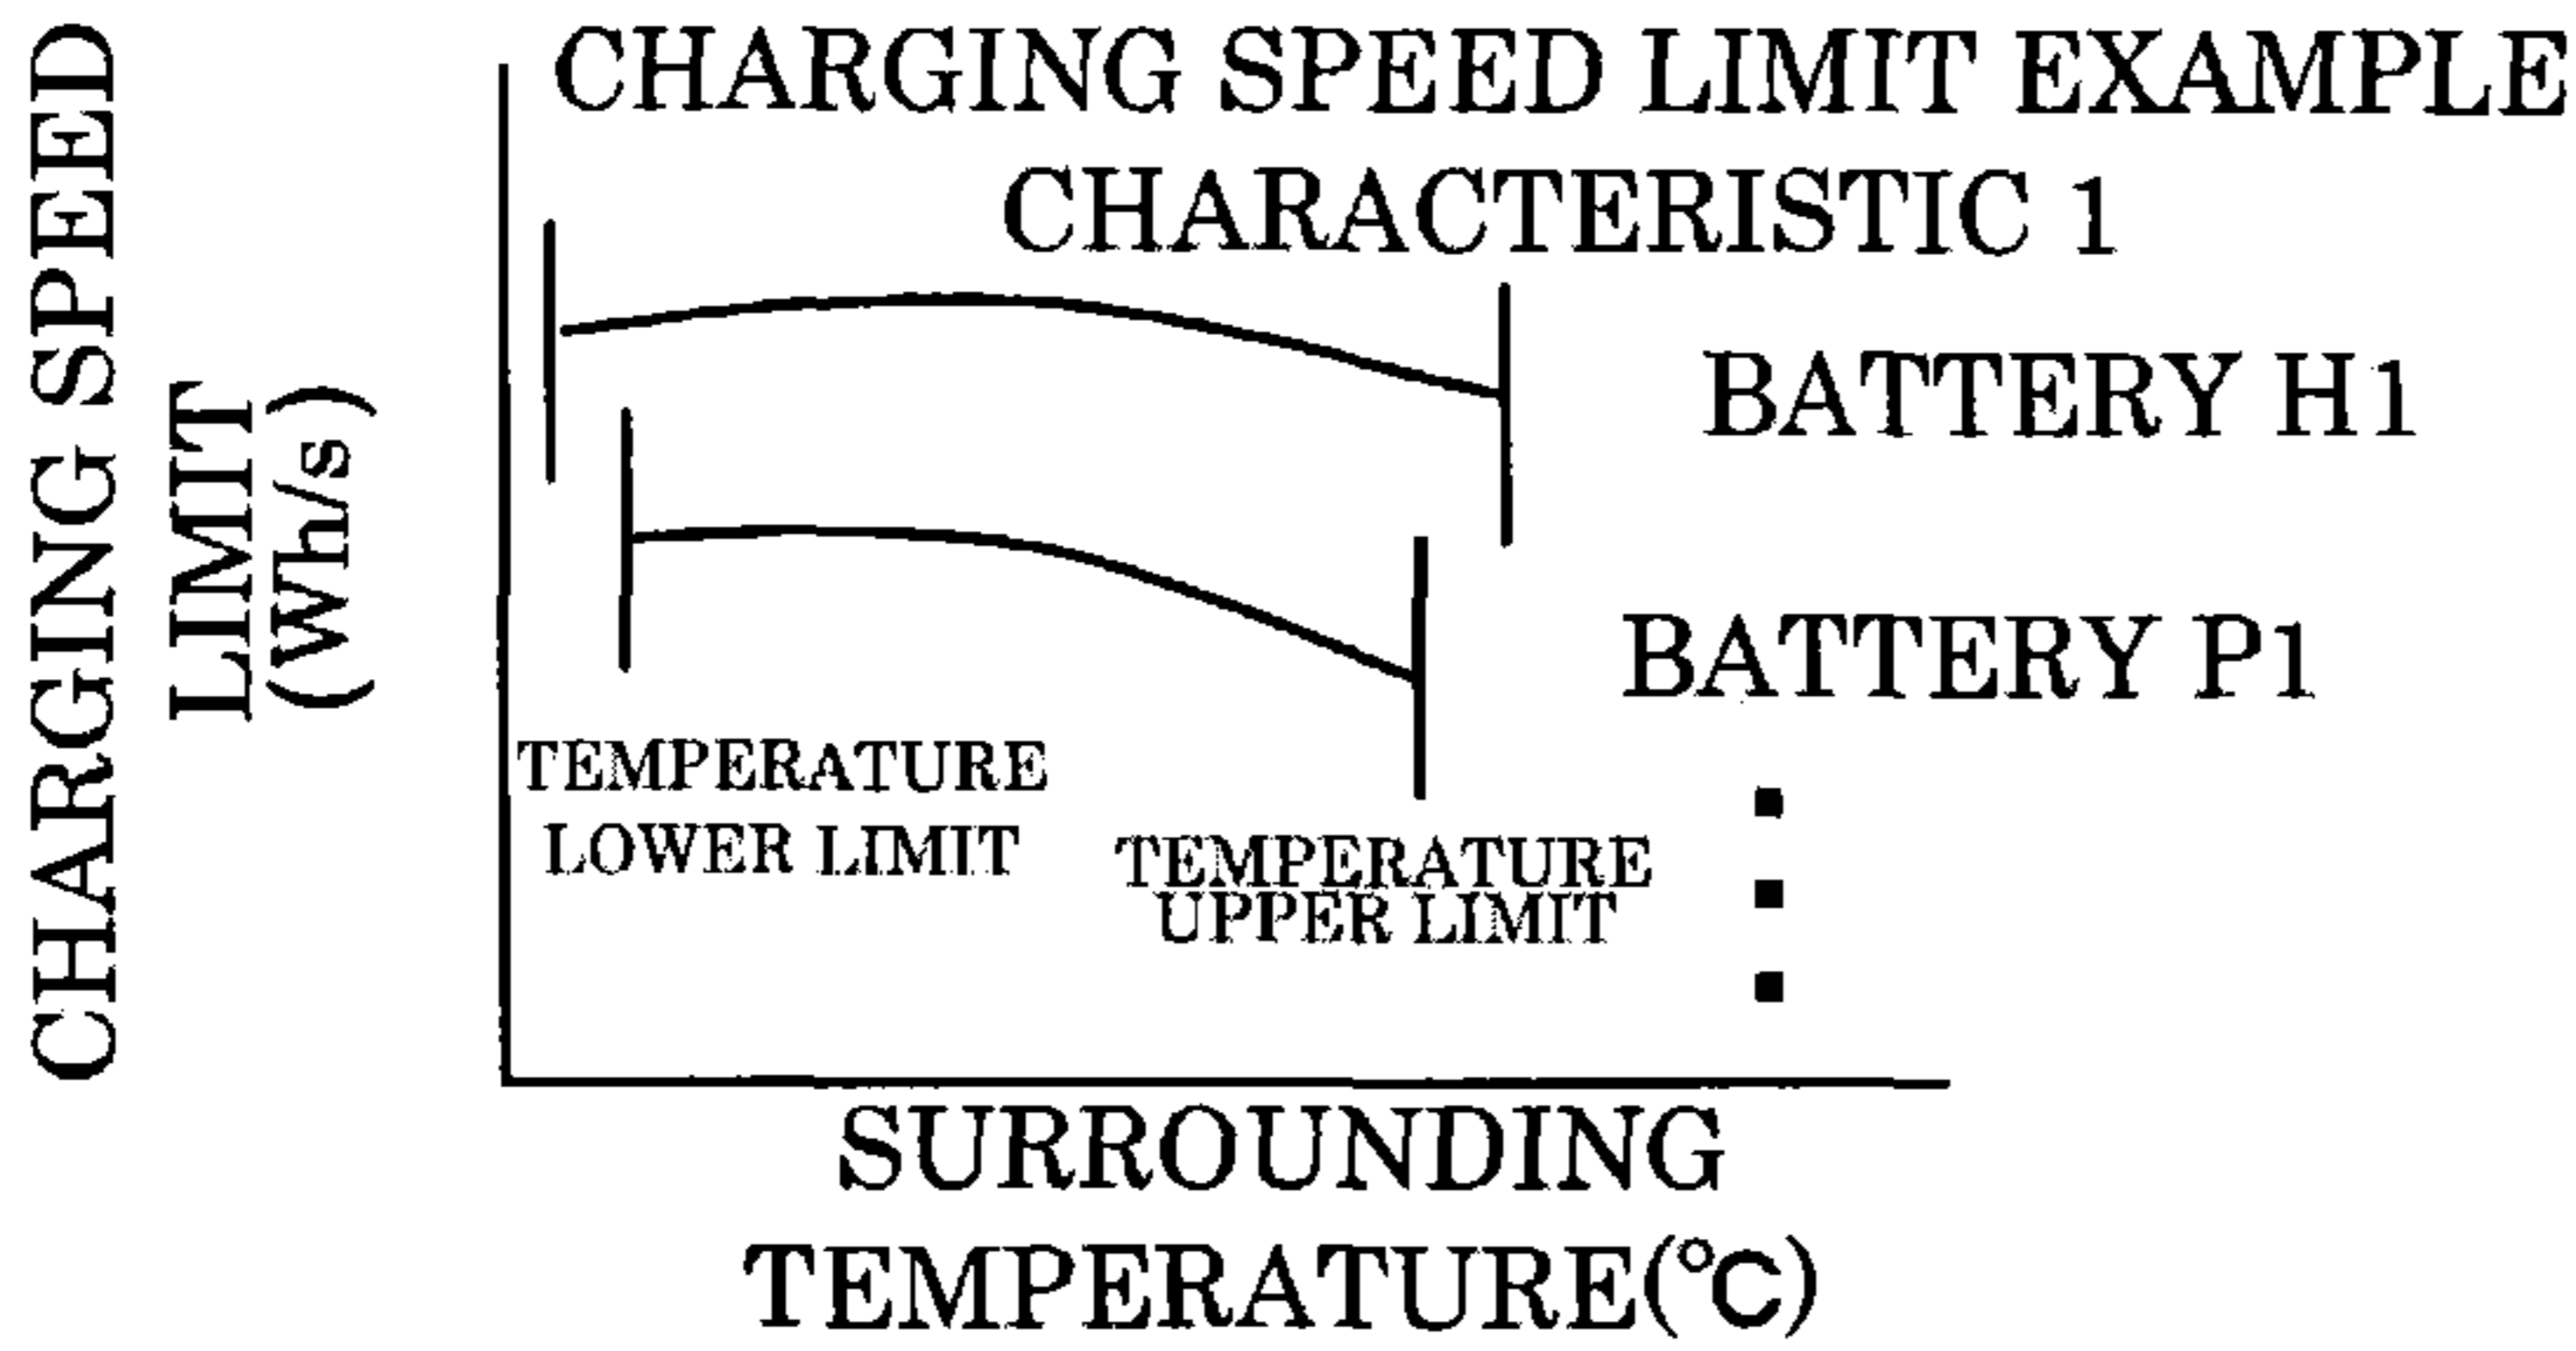 CHARGING SPEED LIMIT EXAMPLE
CHARACTERISTIC 1
CHARGING SPEED
LIMIT
(Wh/s)
BATTERY H1
BATTERY P1
TEMPERATURE
LOWER LIMIT
TEMPERATURE
UPPER LIMIT
SURROUNDING
TEMPERATURE(℃)